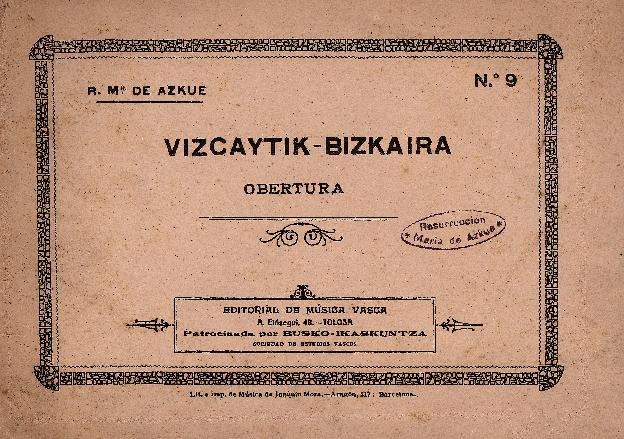 R. Mª DE AZKUE
N.º 9
VIZCAYTIK-BIZKAIRA
OBERTURA
Resurrección
María de Azkue
EDITORIAL DE MÚSICA VASCA
A. Elósegui, 48.-TOLOSA
Patrocinada por EUSKO-IKASKUNTZA
SOCIEDAD DE ESTUDIOS VASCOS
Lit. e Imp. de Música de Joaquín Mora.—Aragón, 217: Barcelona.